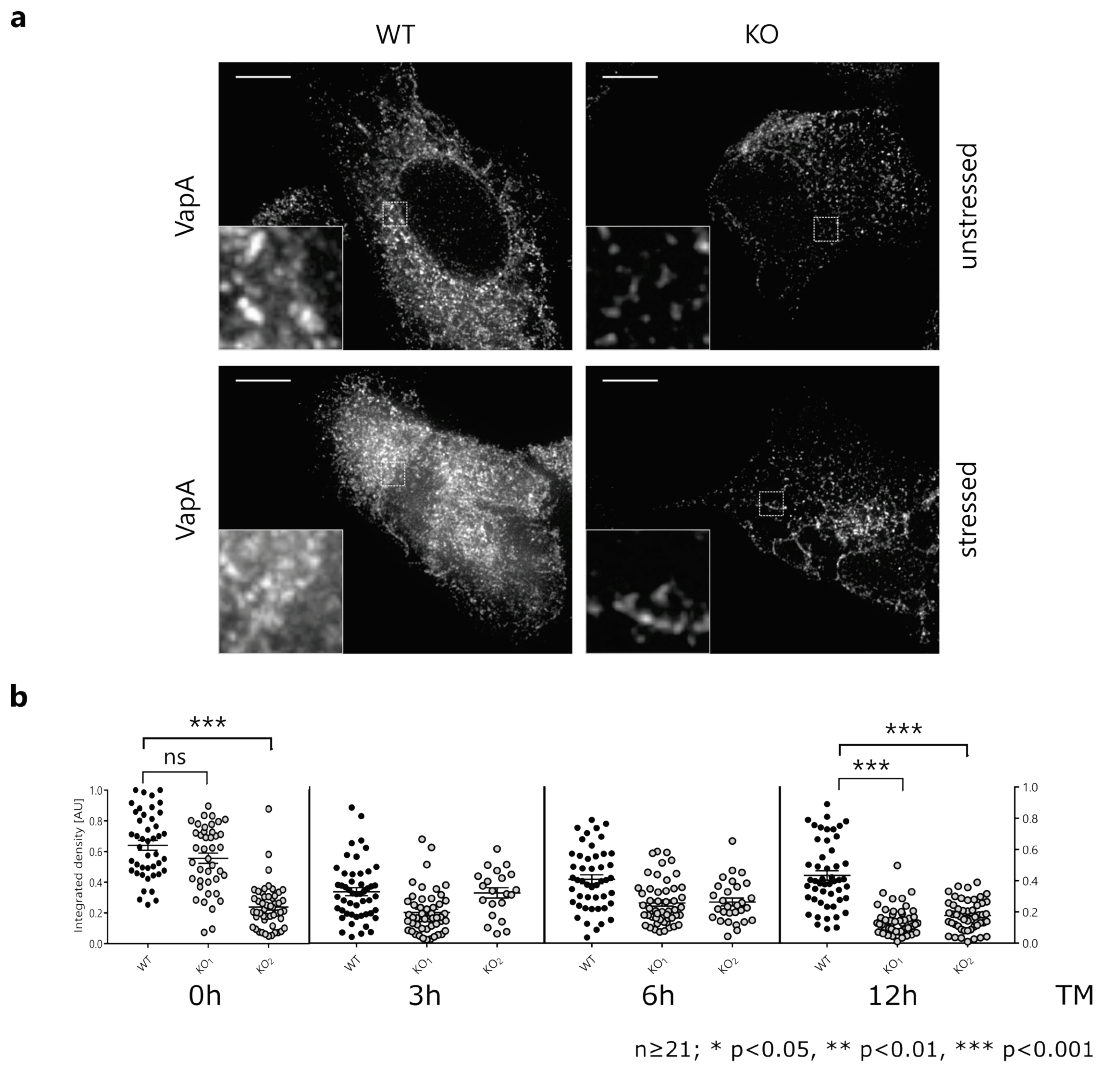 a
WT KO
VapA unstressed
VapA stressed
b
*** ***
ns ***
Integrated density [AU]
1.0 1.0
0.8 0.8
0.6 0.6
0.4 0.4
0.2 0.2
0.0 0.0
WT KO1 KO2 WT KO1 KO2 WT KO1 KO2 WT KO1 KO2
0h 3h 6h 12h TM
n≥21; * p<0.05, ** p<0.01, *** p<0.001